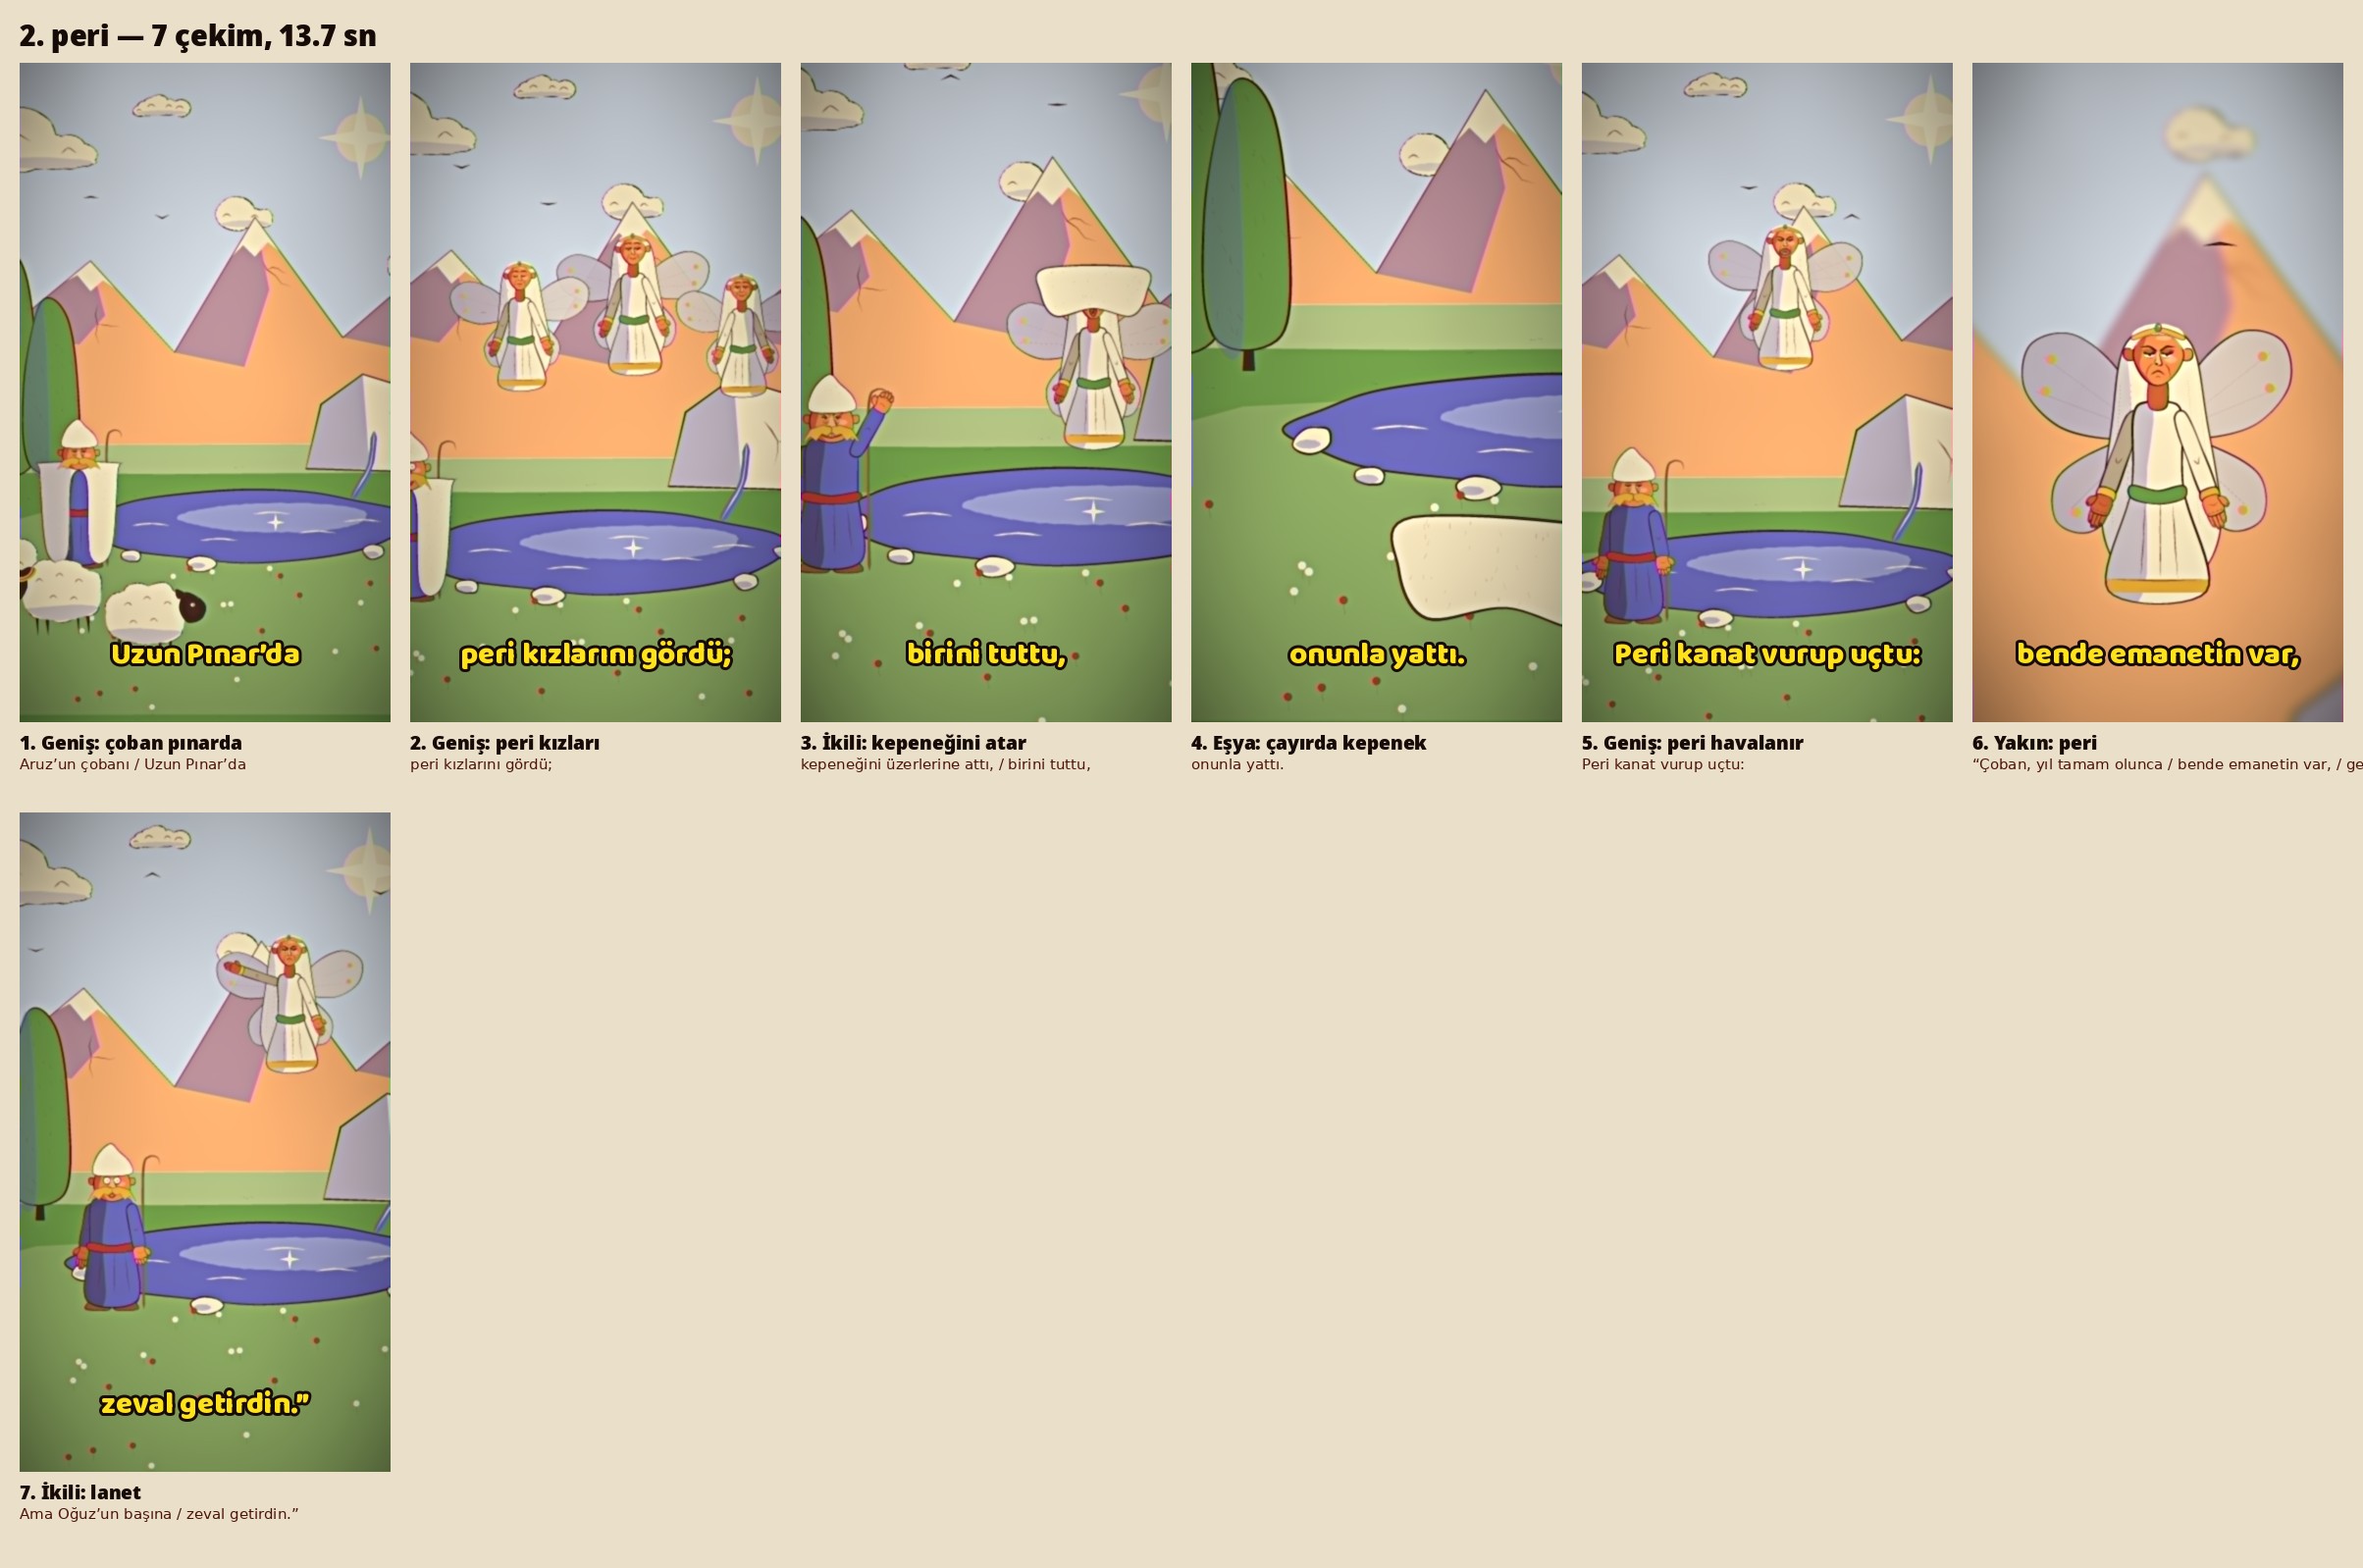 2. peri — 7 çekim, 13.7 sn
Uzun Pınar’da
peri kızlarını gördü;
birini tuttu,
onunla yattı.
Peri kanat vurup uçtu:
bende emanetin var,
1. Geniş: çoban pınarda
Aruz’un çobanı / Uzun Pınar’da
2. Geniş: peri kızları
peri kızlarını gördü;
3. İkili: kepeneğini atar
kepeneğini üzerlerine attı, / birini tuttu,
4. Eşya: çayırda kepenek
onunla yattı.
5. Geniş: peri havalanır
Peri kanat vurup uçtu:
6. Yakın: peri
“Çoban, yıl tamam olunca / bende emanetin var, / ge
zeval getirdin.”
7. İkili: lanet
Ama Oğuz’un başına / zeval getirdin.”